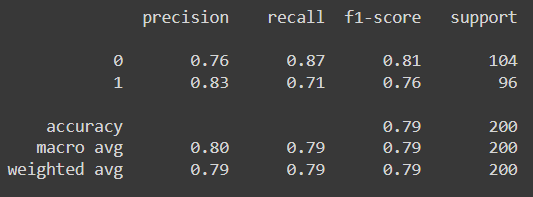 precision recall f1-score support
0 0.76 0.87 0.81 104
1 0.83 0.71 0.76 96
accuracy 0.79 200
macro avg 0.80 0.79 0.79 200
weighted avg 0.79 0.79 0.79 200